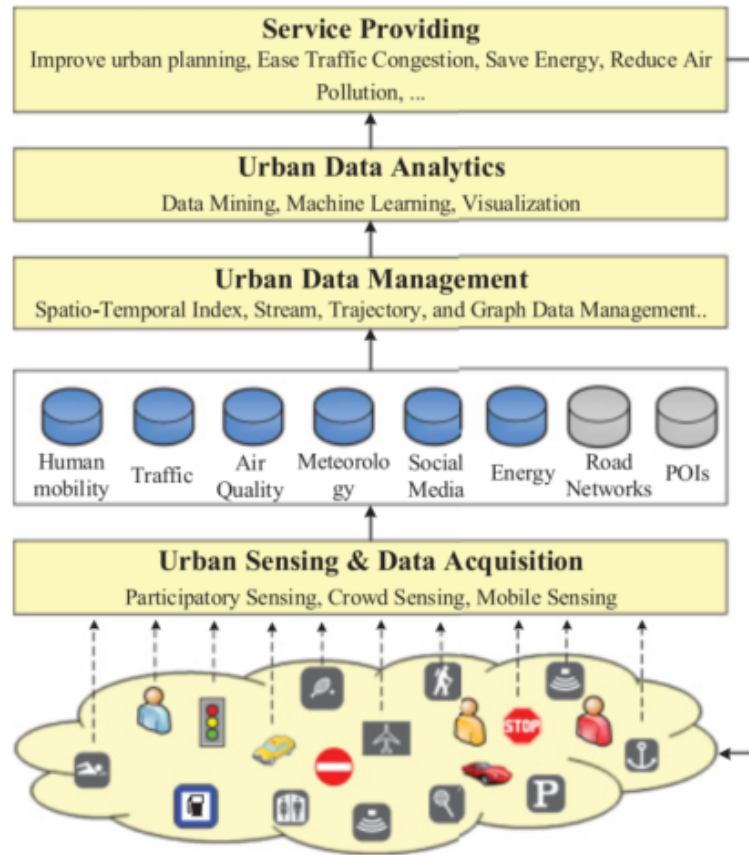 Service Providing
Improve urban planning, Ease Traffic Congestion, Save Energy, Reduce Air
Pollution, ...
Urban Data Analytics
Data Mining, Machine Learning, Visualization
Urban Data Management
Spatio-Temporal Index, Stream, Trajectory, and Graph Data Management..
Human
mobility
Traffic
Air
Quality
Meteorolo
gy
Social
Media
Energy
Road
Networks
POIs
Urban Sensing & Data Acquisition
Participatory Sensing, Crowd Sensing, Mobile Sensing
STOP
P